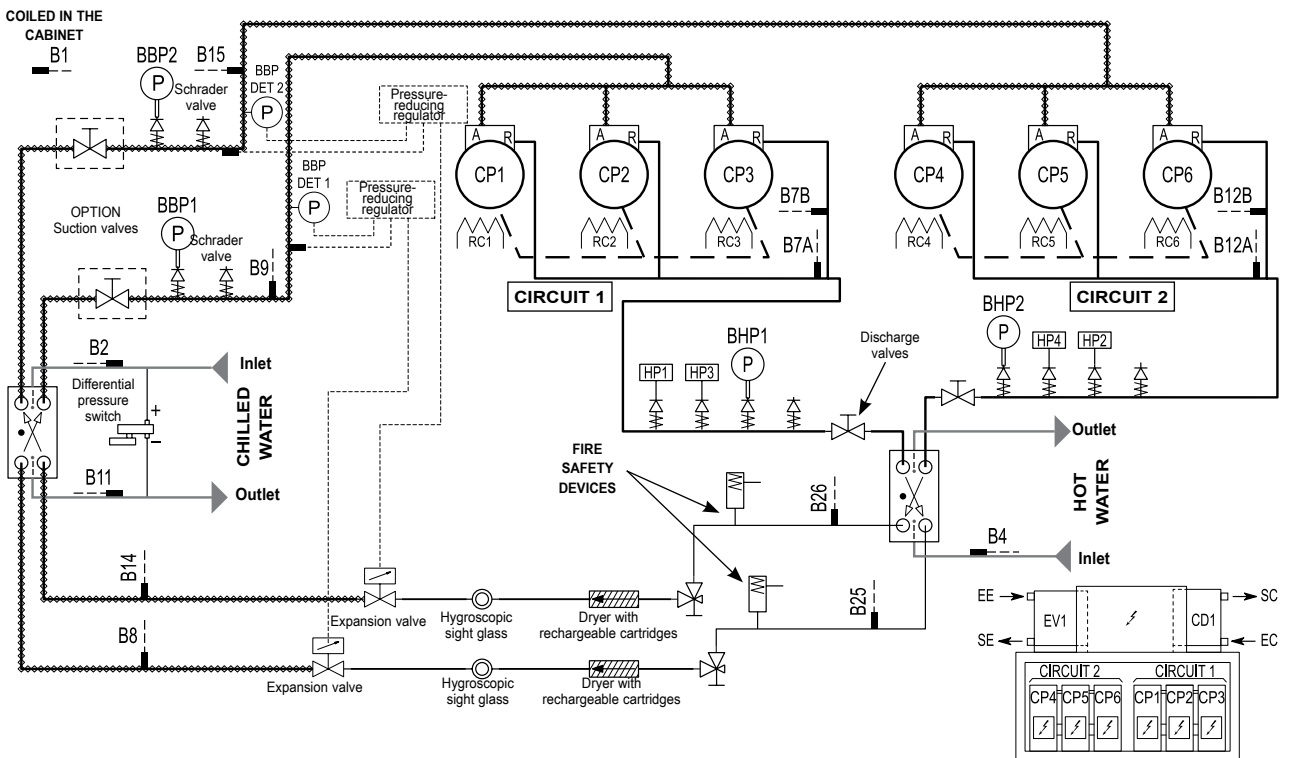 COILED IN THE
CABINET
B1
BBP2
B15
P
Schrader
valve
BBP
DET 2
P
Pressure-
reducing
regulator
BBP
DET 1
P
Pressure-
reducing
regulator
OPTION
Suction valves
BBP1
P
Schrader
valve
B9
A R
CP1
RC1
A R
CP2
RC2
A R
CP3
RC3
B7B
B7A
CIRCUIT 1
A R
CP4
RC4
A R
CP5
RC5
A R
CP6
RC6
B12B
B12A
CIRCUIT 2
B2
Inlet
Differential
pressure
switch
+
–
CHILLED
WATER
B11
Outlet
HP1
HP3
BHP1
P
Discharge
valves
BHP2
P
HP4
HP2
Outlet
HOT
WATER
B4
Inlet
FIRE
SAFETY
DEVICES
B26
B25
B14
Expansion valve
Hygroscopic
sight glass
Dryer with
rechargeable cartridges
B8
Expansion valve
Hygroscopic
sight glass
Dryer with
rechargeable cartridges
EE
SE
EV1
CD1
SC
EC
CIRCUIT 2
CIRCUIT 1
CP4 CP5 CP6
CP1 CP2 CP3